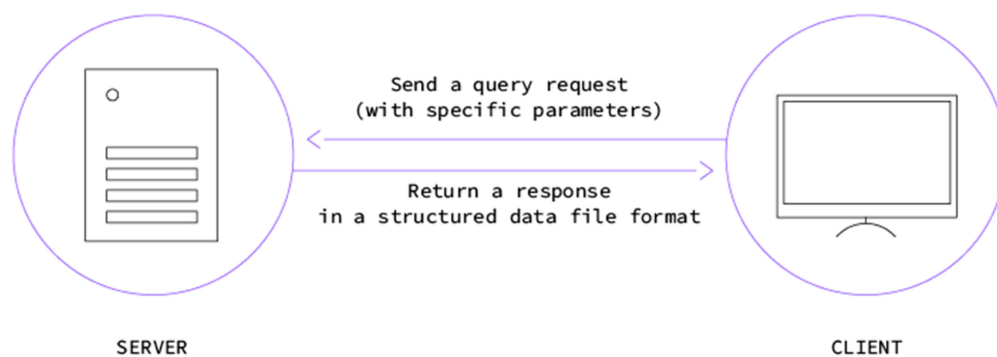 Send a query request
(with specific parameters)
Return a response
in a structured data file format
SERVER
CLIENT